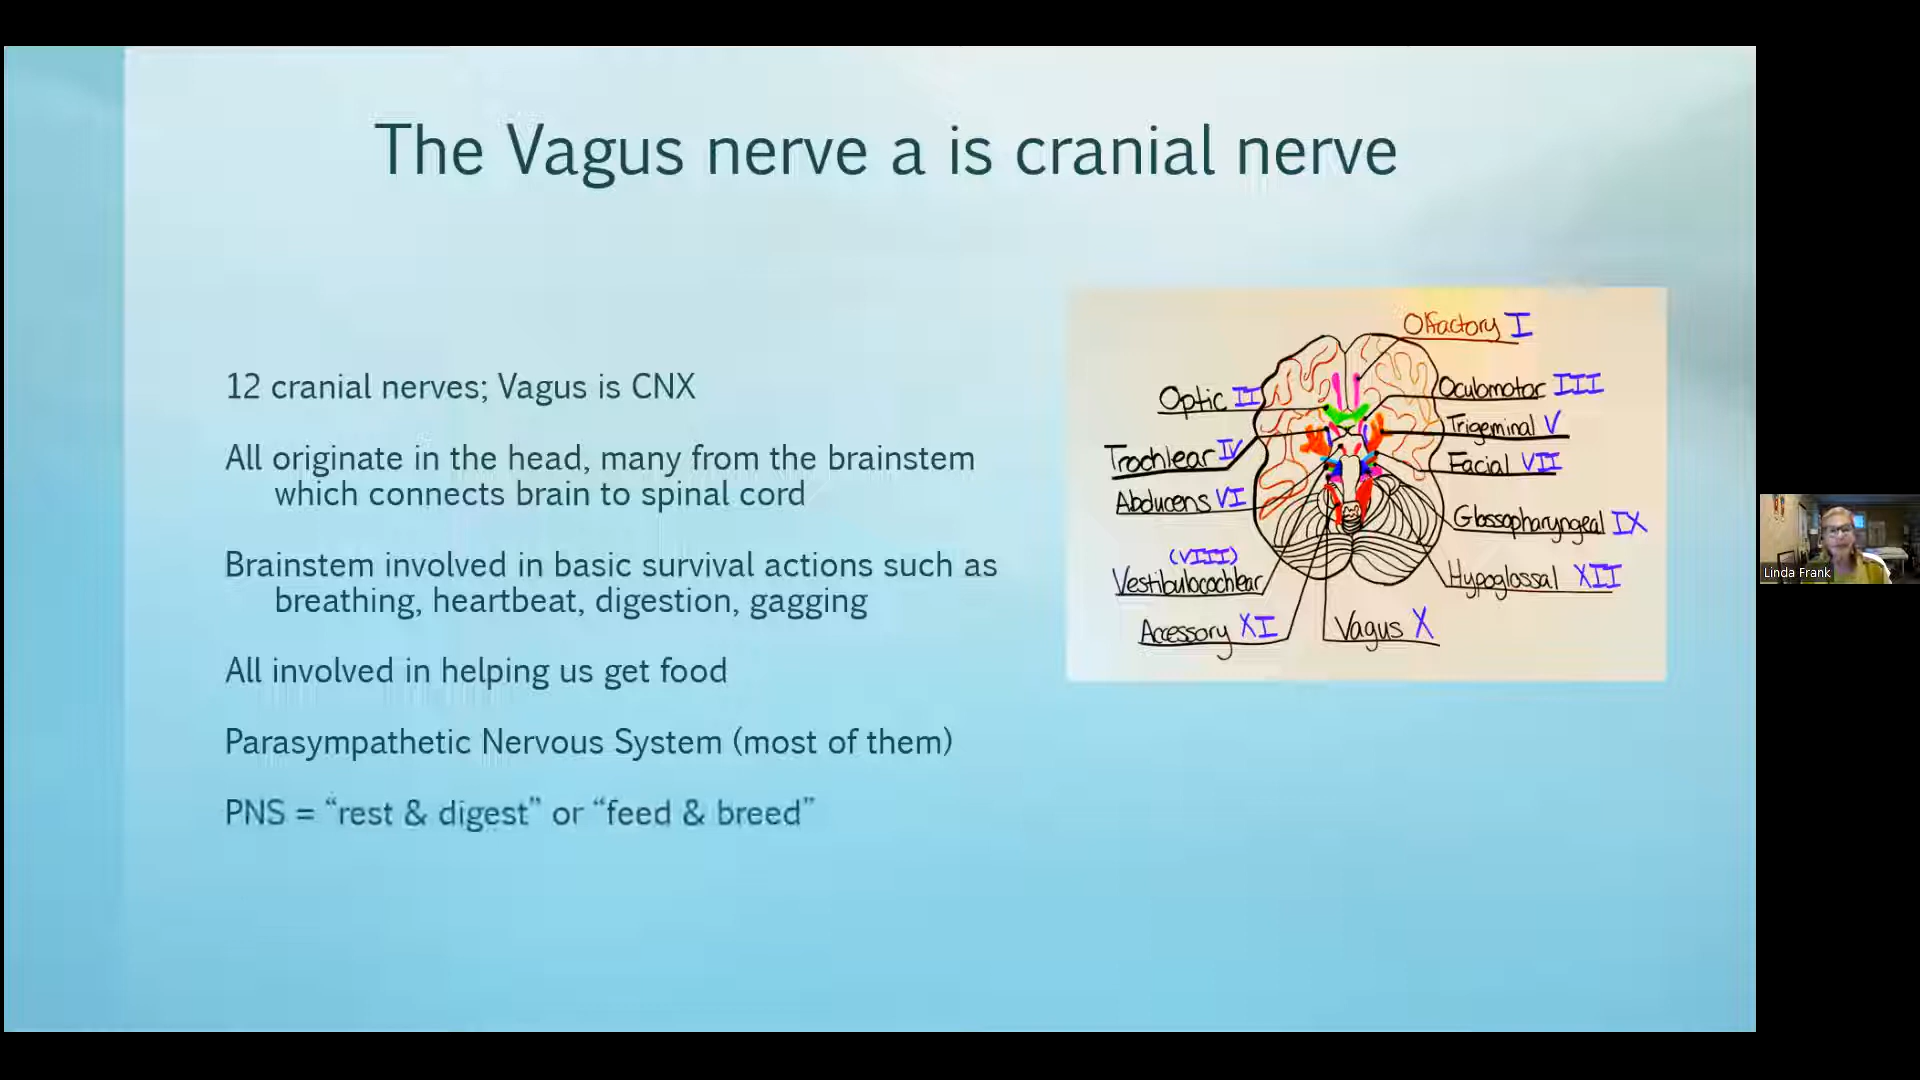 The Vagus nerve a is cranial nerve
12 cranial nerves; Vagus is CNX
All originate in the head, many from the brainstem
which connects brain to spinal cord
Brainstem involved in basic survival actions such as
breathing, heartbeat, digestion, gagging
All involved in helping us get food
Parasympathetic Nervous System (most of them)
PNS = “rest & digest” or “feed & breed”
Olfactory I
Optic II
Oculomotor III
Trigeminal V
Trochlear IV
Facial VII
Abducens VI
Glossopharyngeal IX
(VIII)
Vestibulocochlear
Hypoglossal XII
Accessory XI
Vagus X
Linda Frank